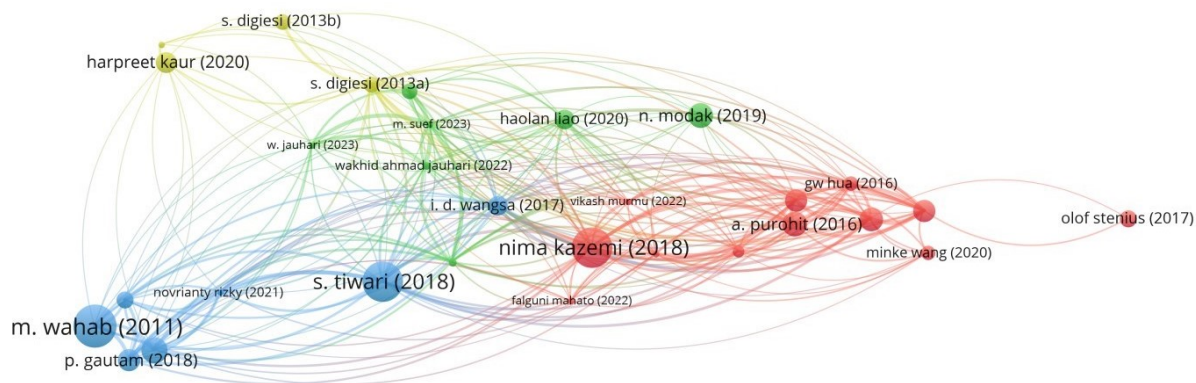 s. digiesi (2013b)
harpreet kaur (2020)
s. digiesi (2013a)
m. suef (2023)
haolan liao (2020)
n. modak (2019)
w. jauhari (2023)
wakhid ahmad jauhari (2022)
gw hua (2016)
i. d. wangsa (2017)
vikash murmu (2022)
a. purohit (2016)
olof stenius (2017)
nima kazemi (2018)
minke wang (2020)
s. tiwari (2018)
novrianty rizky (2021)
falguni mahato (2022)
m. wahab (2011)
p. gautam (2018)